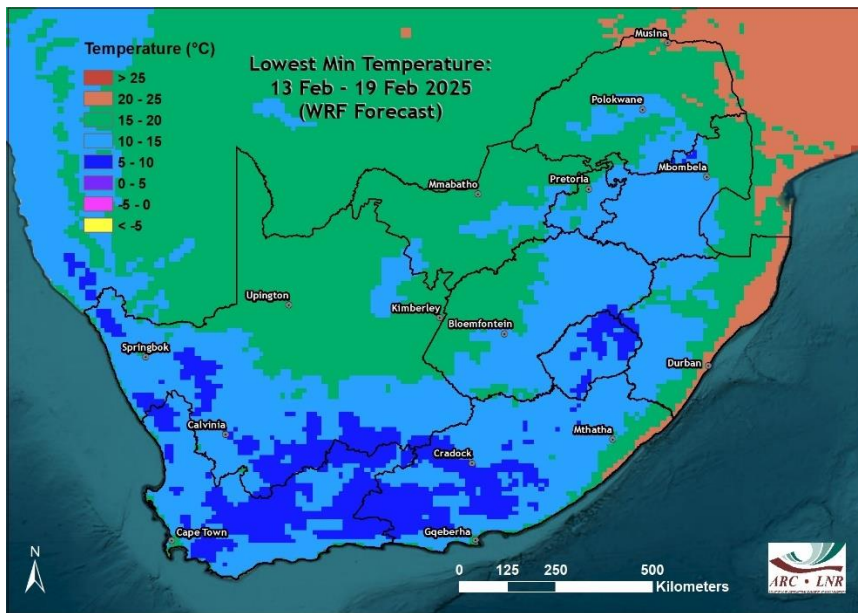 Temperature (°C)
> 25
20 - 25
15 - 20
10 - 15
5 - 10
0 - 5
-5 - 0
< -5
Lowest Min Temperature:
13 Feb - 19 Feb 2025
(WRF Forecast)
Musina
Polokwane
Mbombela
Pretoria
Mmabatho
Upington
Kimberley
Bloemfontein
Springbok
Durban
Calvinia
Mthatha
Cradock
Cape Town
Gqeberha
N
0 125 250 500
Kilometers
ARC • LNR